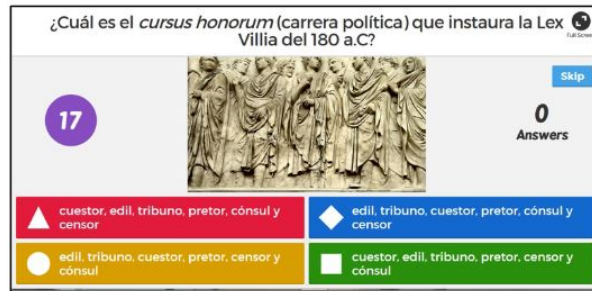 ¿Cuál es el cursus honorum (carrera política) que instaura la Lex
Villia del 180 a.C?
Full Screen
Skip
17
0
Answers
cuestor, edil, tribuno, pretor, cónsul y
censor
edil, tribuno, cuestor, pretor, cónsul y
censor
edil, tribuno, cuestor, pretor, censor y
cónsul
cuestor, edil, tribuno, pretor, censor y
cónsul